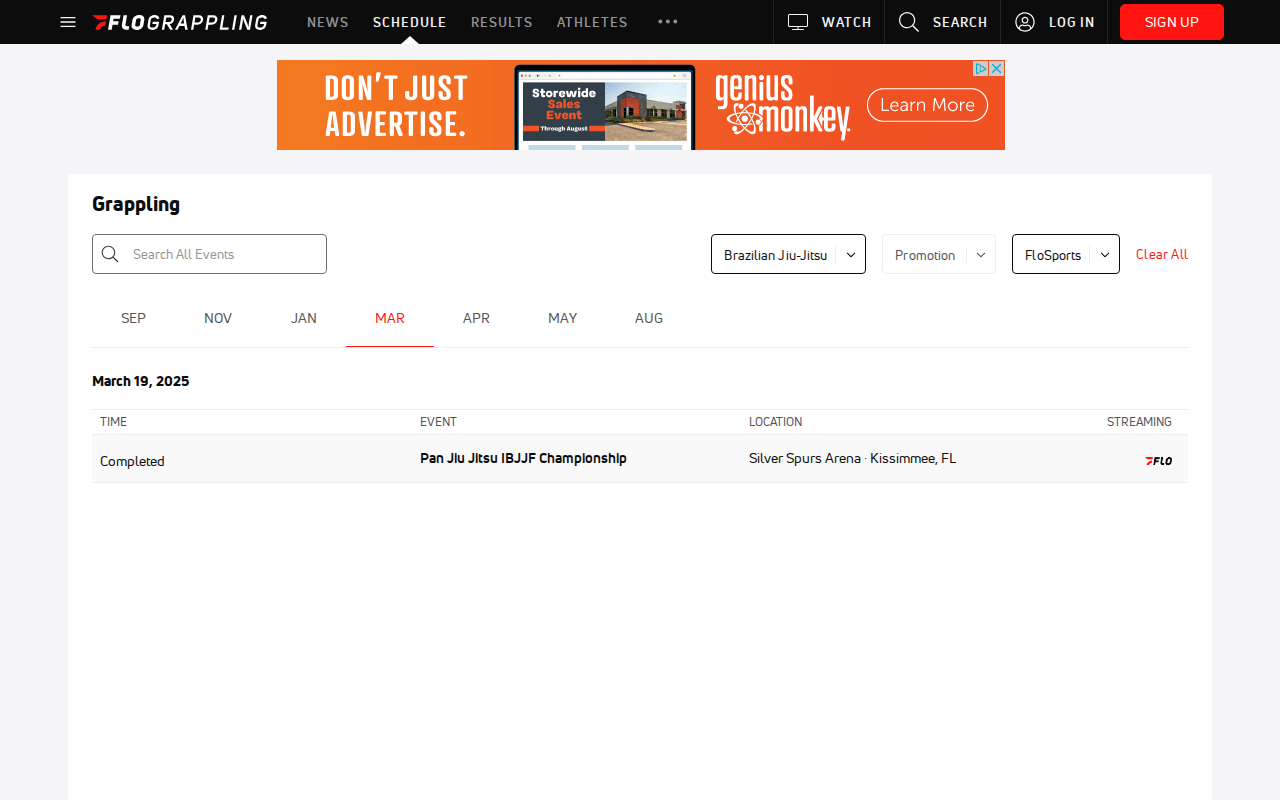 FLOGRAPPLING NEWS SCHEDULE RESULTS ATHLETES WATCH SEARCH LOG IN SIGN UP
DON'T JUST
ADVERTISE.
Storewide
Sales
Event
Through August
genius
monkey.
Learn More
Grappling
Search All Events Brazilian Jiu-Jitsu Promotion FloSports Clear All
SEP NOV JAN MAR APR MAY AUG
March 19, 2025
TIME EVENT LOCATION STREAMING
Completed Pan Jiu Jitsu IBJJF Championship Silver Spurs Arena · Kissimmee, FL FLO